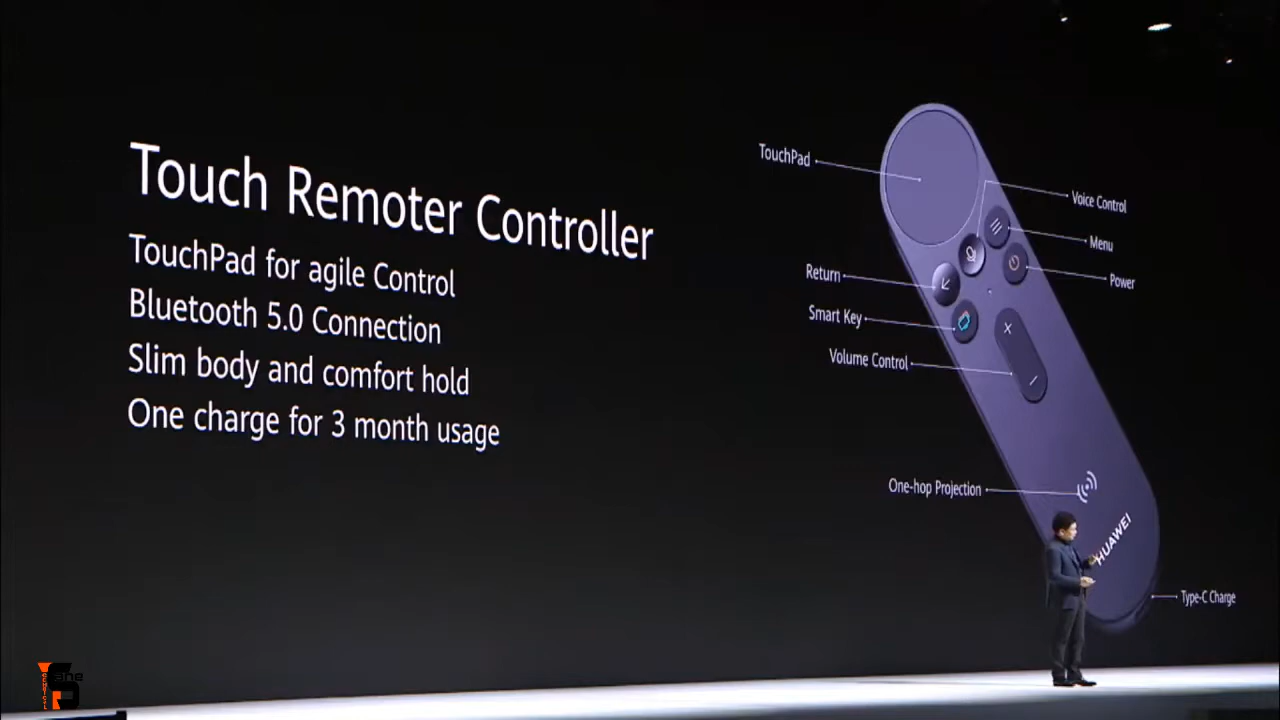 Touch Remoter Controller
TouchPad for agile Control
Bluetooth 5.0 Connection
Slim body and comfort hold
One charge for 3 month usage
TouchPad
Voice Control
Menu
Return
Power
Smart Key
Volume Control
One-hop Projection
HUAWEI
Type-C Charge